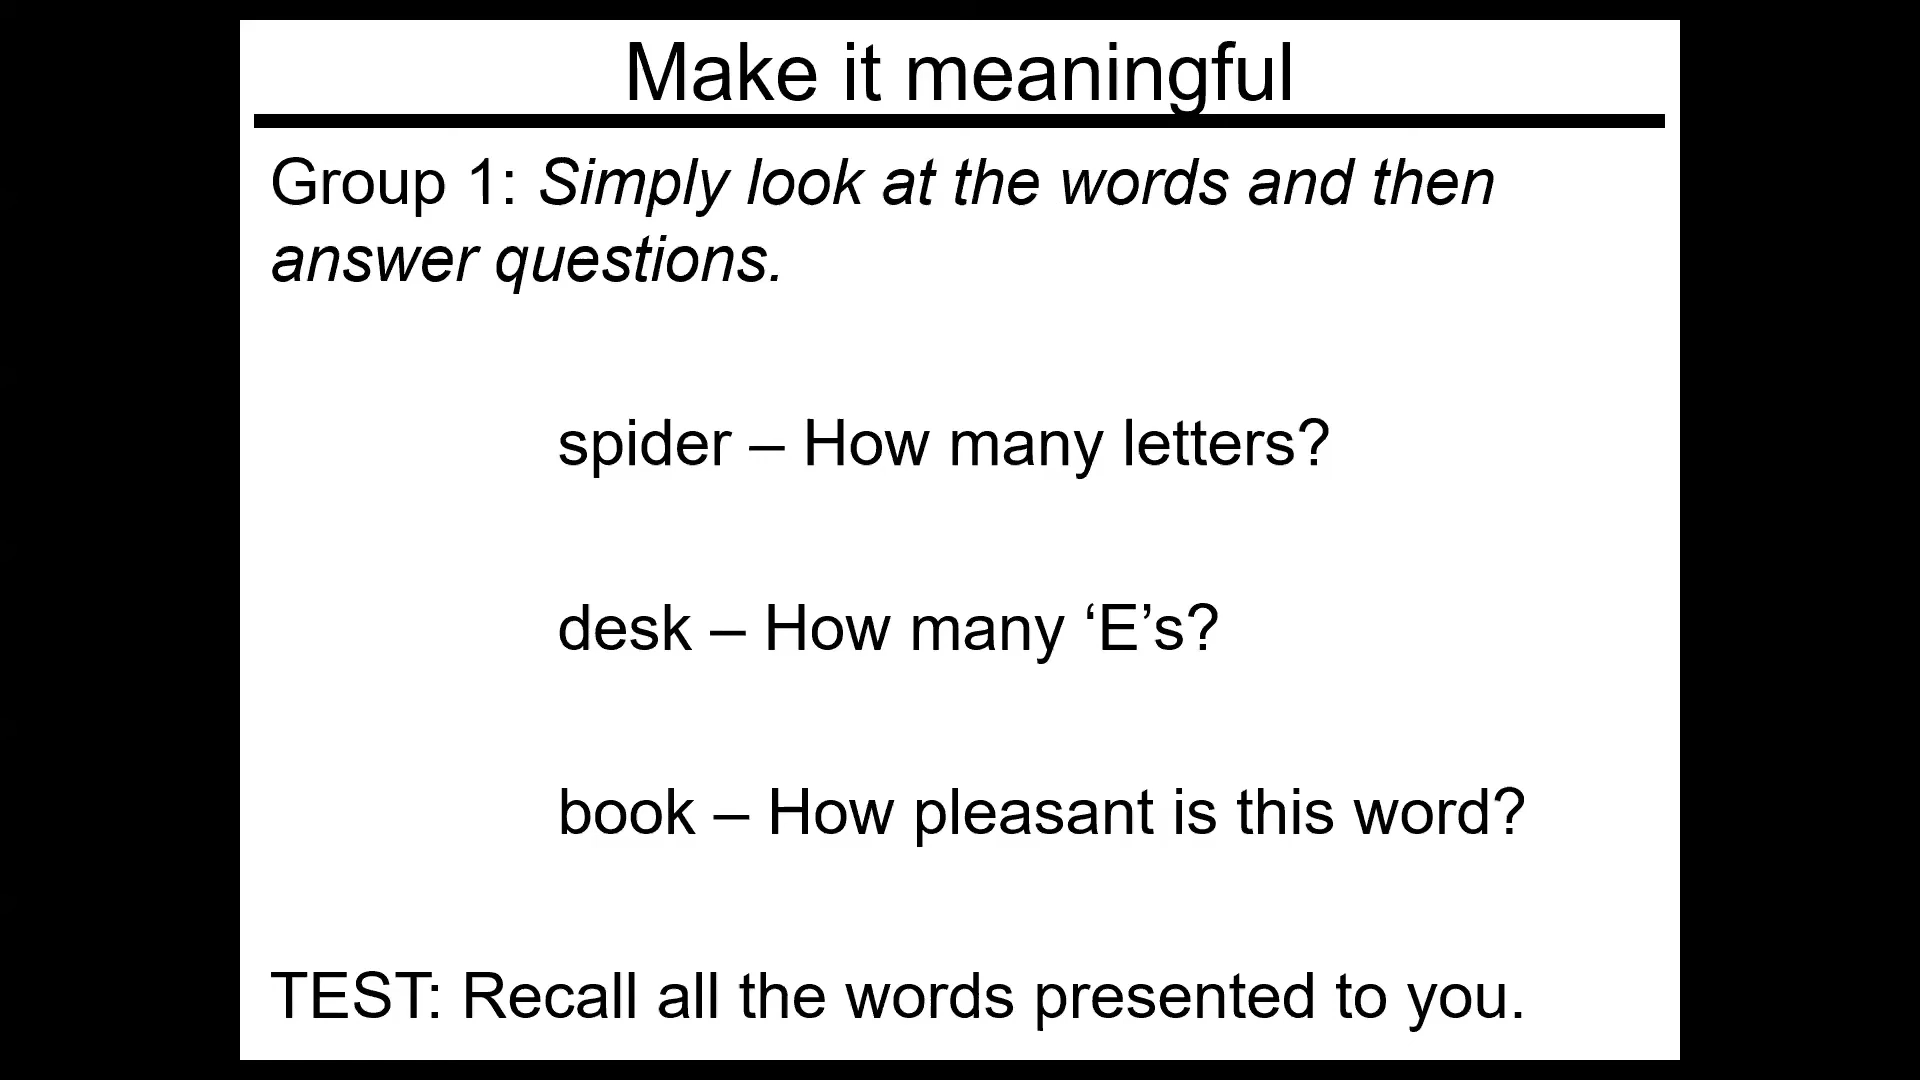 Make it meaningful
Group 1: Simply look at the words and then
answer questions.
spider – How many letters?
desk – How many ‘E’s?
book – How pleasant is this word?
TEST: Recall all the words presented to you.